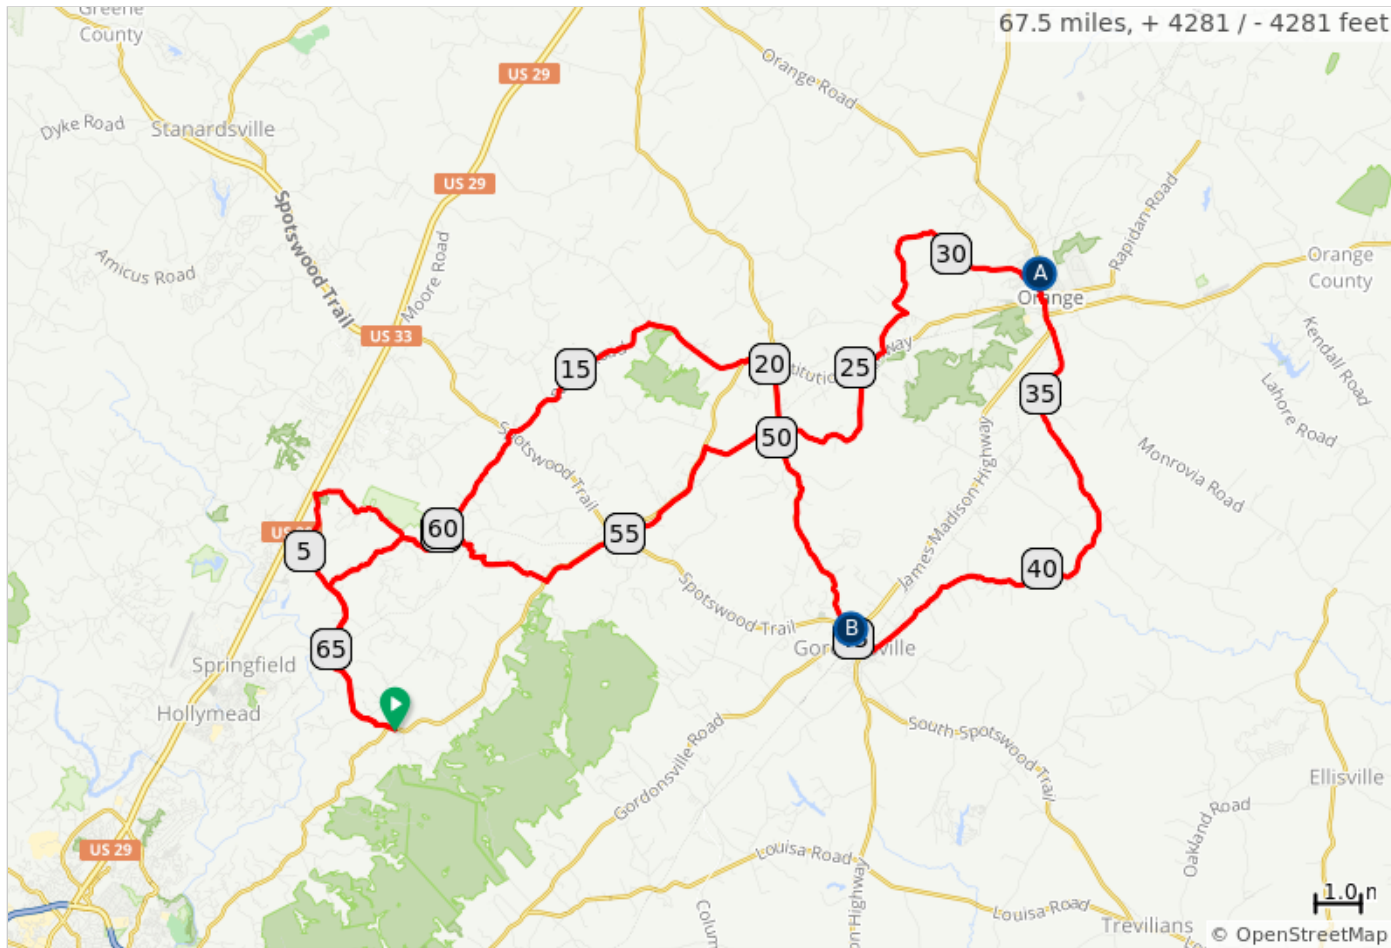 67.5 miles, + 4281 / - 4281 feet
Greene
County
US 29
Orange Road
Dyke Road
Stanardsville
US 29
Rapidan Road
Spotswood Trail
Moore Road
Amicus Road
30
A
Orange
County
Orange
US 33
Kendall Road
15
20
25
Way
35
Lahore Road
Spotswood Trail
50
James Madison Highway
Monrovia Road
60
55
5
40
Spotswood Trail
B
65
Springfield
Hollymead
Gordonsville Road
South Spotswood Trail
Ellisville
Oakland Road
US 29
Louisa Road
Louisa Road
Trevilians
1.0
© OpenStreetMap